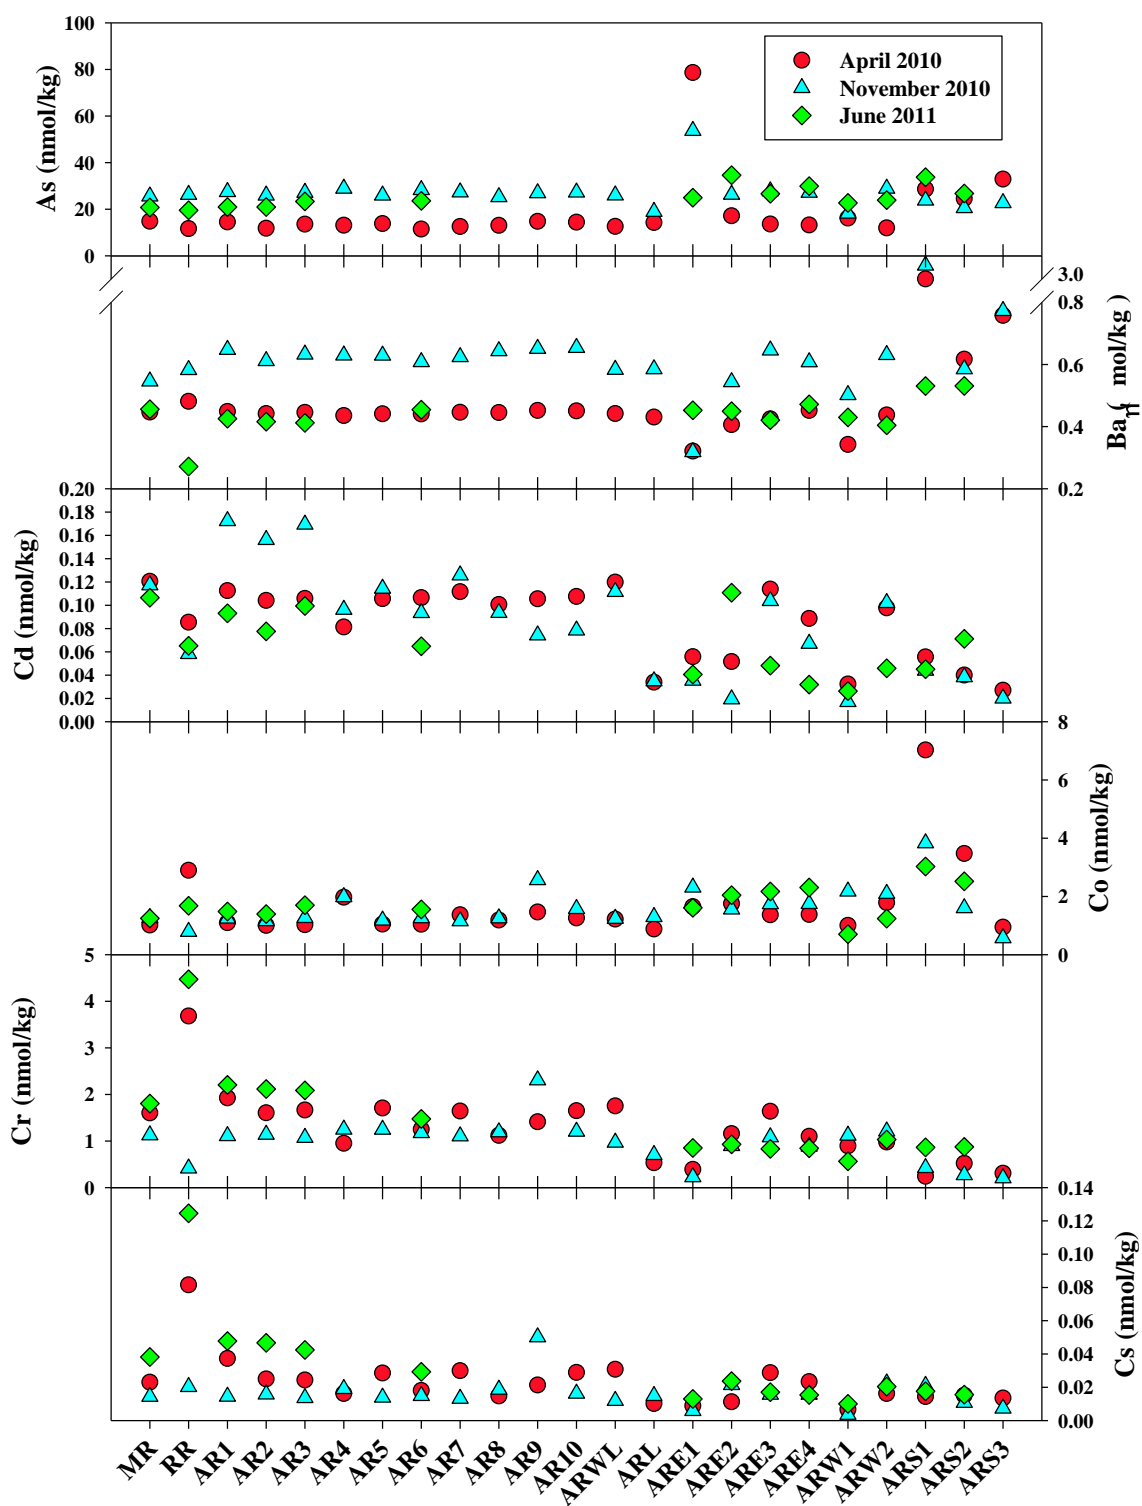 100
80
60
40
20
0
As (nmol/kg)
April 2010
November 2010
June 2011
3.0
0.8
0.6
0.4
0.2
Ba( mol/kg )
0.20
0.18
0.16
0.14
0.12
0.10
0.08
0.06
0.04
0.02
0.00
Cd (nmol/kg)
8
6
4
2
0
Co (nmol/kg)
5
4
3
2
1
0
Cr (nmol/kg)
0.14
0.12
0.10
0.08
0.06
0.04
0.02
0.00
Cs (nmol/kg)
MR
RR
AR1
AR2
AR3
AR4
AR5
AR6
AR7
AR8
AR9
AR10
ARWL
ARL
ARE1
ARE2
ARE3
ARE4
ARW1
ARW2
ARS1
ARS2
ARS3